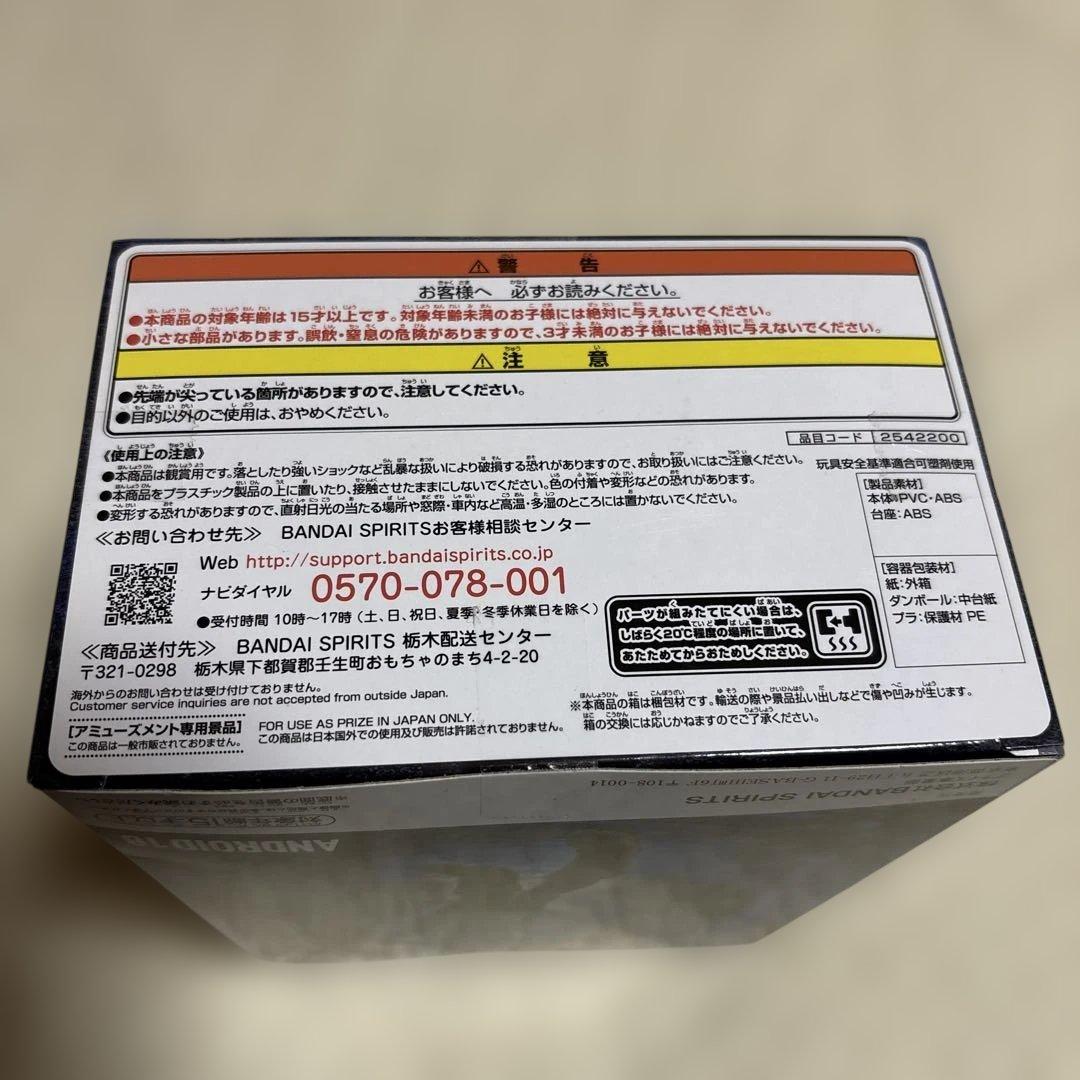 ⚠警告
お客様へ 必ずお読みください。
●本商品の対象年齢は15才以上です。対象年齢未満のお子様には絶対に与えないでください。
●小さな部品があります。誤飲・窒息の危険がありますので、3才未満のお子様には絶対に与えないでください。
⚠注意
●先端が尖っている箇所がありますので、注意してください。
●目的以外のご使用は、おやめください。
品目コード 2542200
《使用上の注意》
●本商品は観賞用です。落としたり強いショックなど乱暴な扱いにより破損する恐れがありますので、お取り扱いにはご注意ください。
●本商品をプラスチック製品の上に置いたり、接触させたままにしないでください。色の付着や変形などの恐れがあります。
●変形する恐れがありますので、直射日光の当たる場所や窓際・車内など高温・多湿のところには置かないでください。
玩具安全基準適合可塑剤使用
[製品素材]
本体:PVC・ABS
台座:ABS
[容器包装材]
紙:外箱
ダンボール:中台紙
プラ:保護材 PE
≪お問い合わせ先≫ BANDAI SPIRITSお客様相談センター
Web http://support.bandaispirits.co.jp
ナビダイヤル 0570-078-001
●受付時間 10時〜17時(土、日、祝日、夏季・冬季休業日を除く)
≪商品送付先≫ BANDAI SPIRITS 栃木配送センター
〒321-0298 栃木県下都賀郡壬生町おもちゃのまち4-2-20
パーツが組みたてにくい場合は、
しばらく20℃程度の場所に置いて、
あたためてからおためしください。
海外からのお問い合わせは受け付けておりません。
Customer service inquiries are not accepted from outside Japan.
[アミューズメント専用景品]
この商品は一般市販されておりません。
FOR USE AS PRIZE IN JAPAN ONLY.
この商品は日本国外での使用及び販売は許諾されておりません。
※本商品の箱は梱包材です。輸送の際や景品払い出しなどで傷や凹みが生じます。
箱の交換には応じかねますのでご了承ください。
株式会社BANDAI SPIRITS
〒108-0014
対象年齢15才以上
ANDROID 18